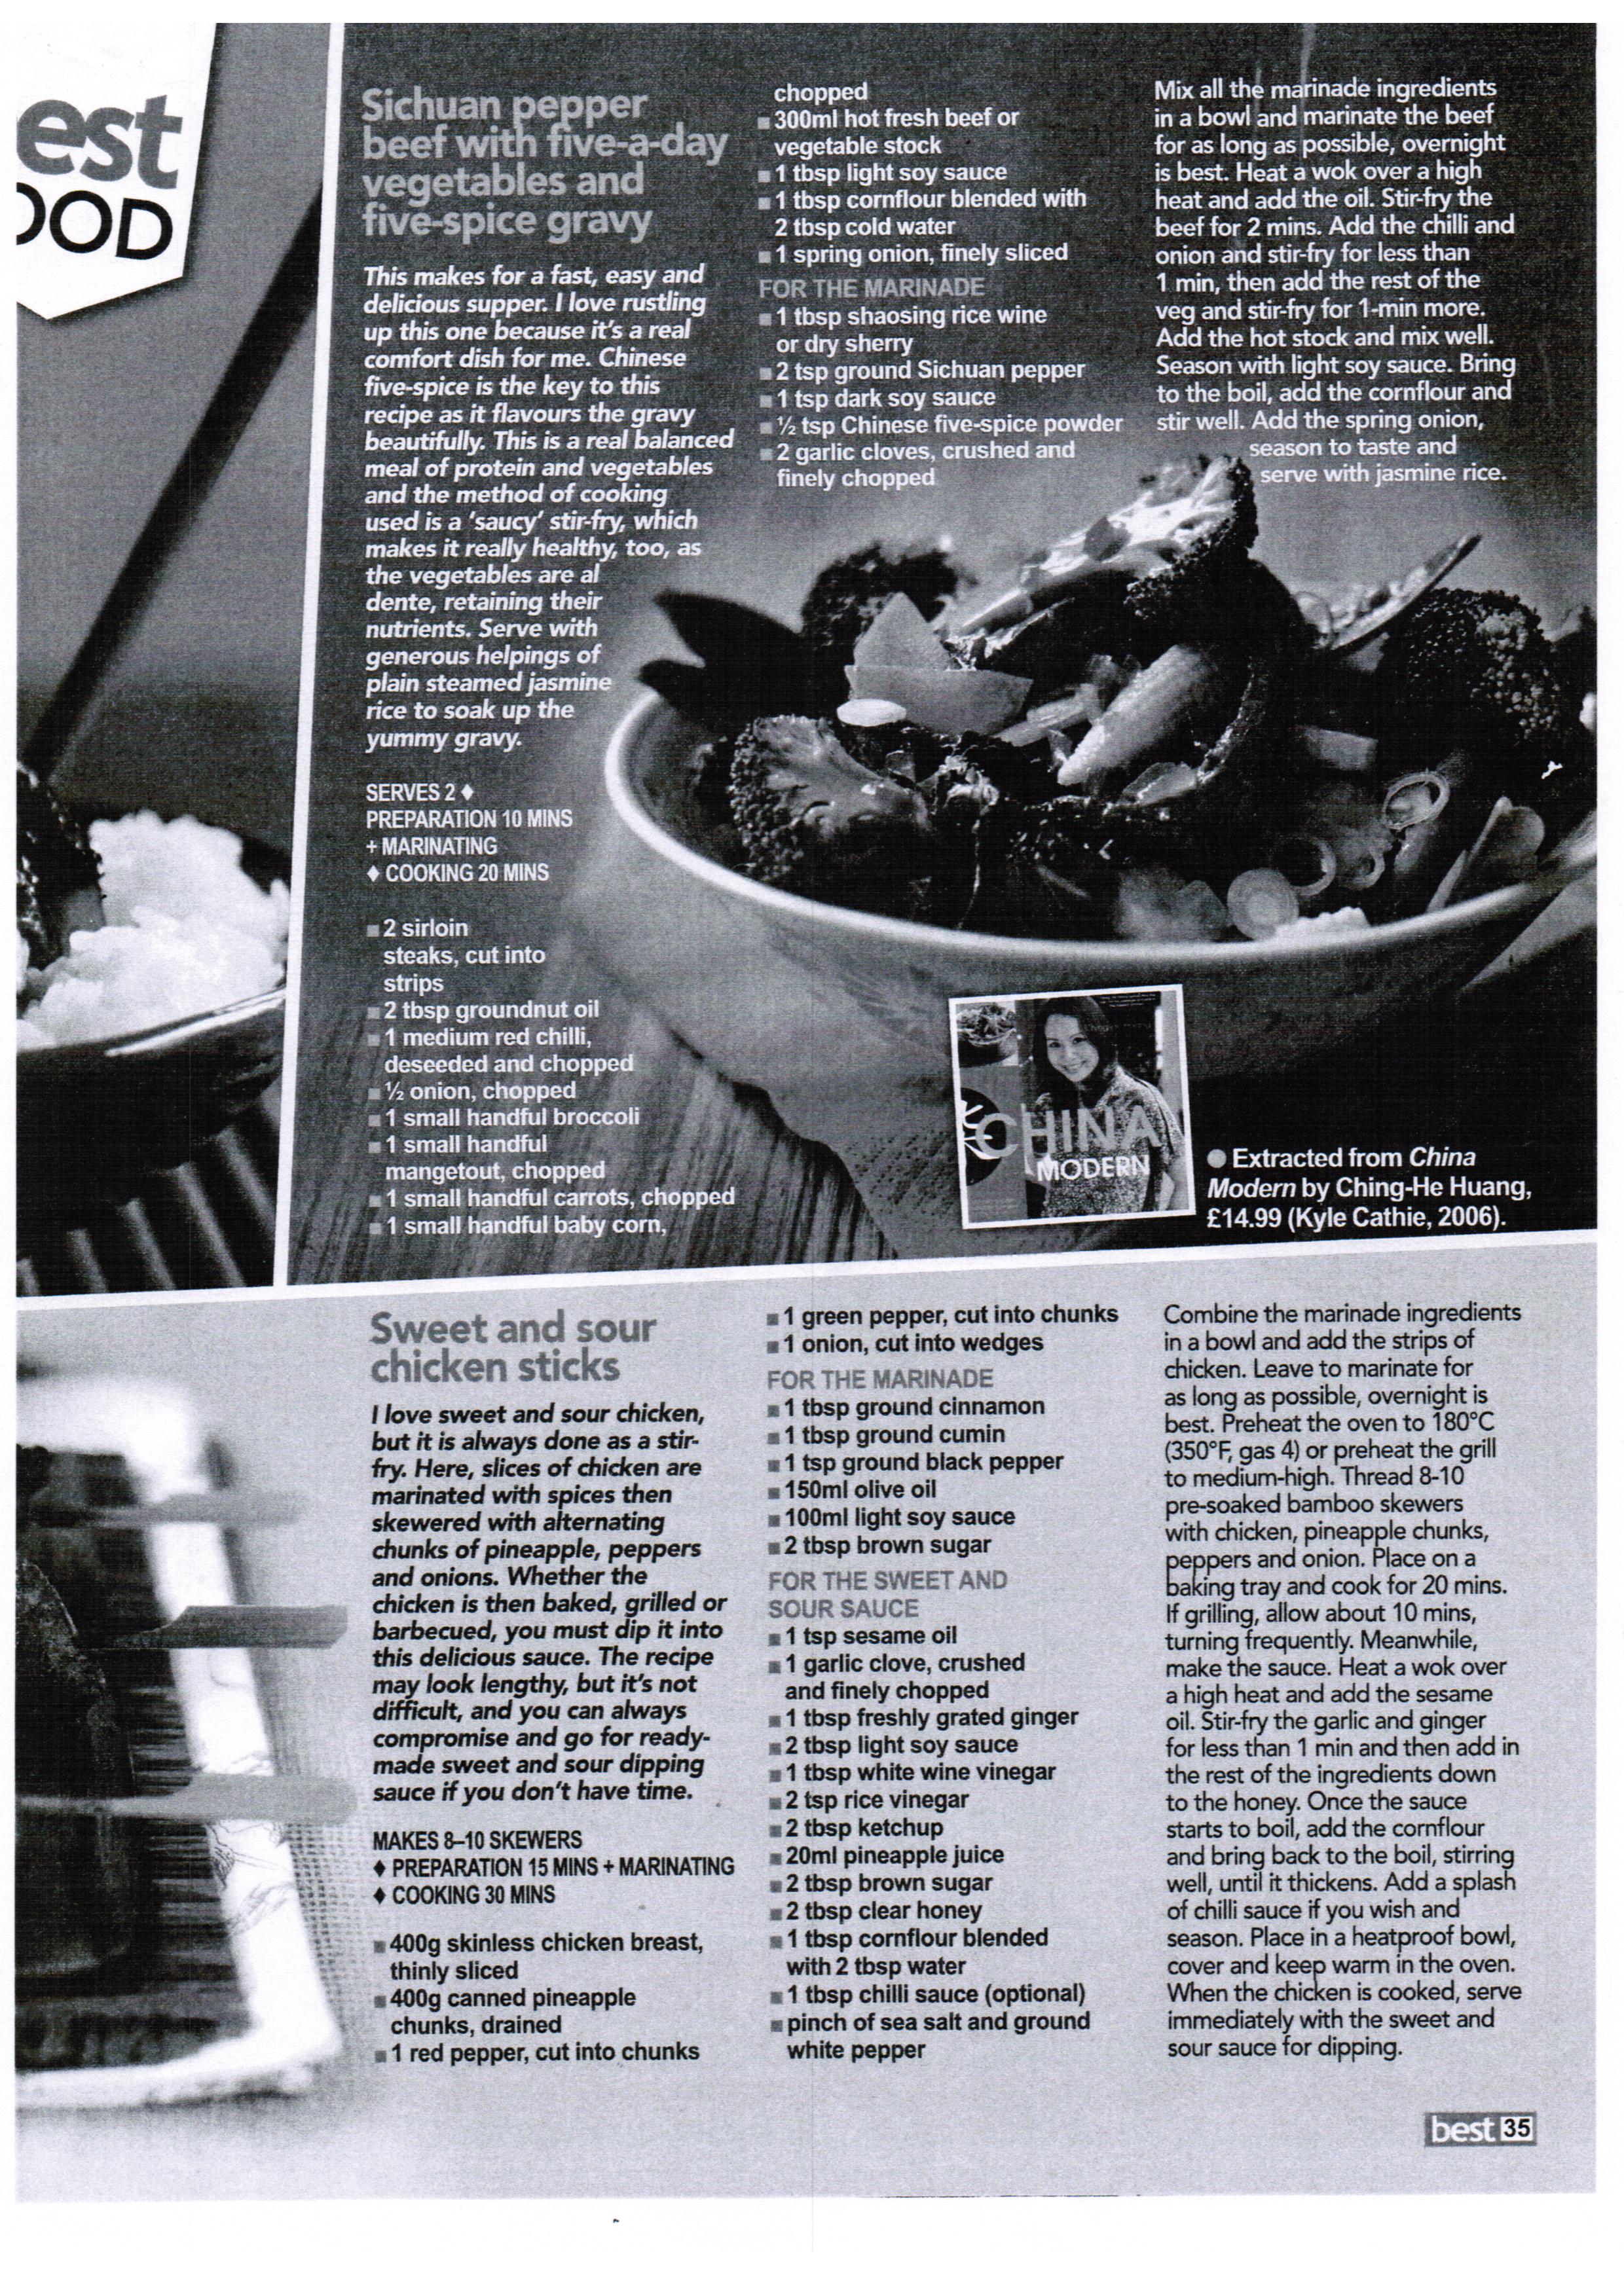 est
OOD
Sichuan pepper
beef with five-a-day
vegetables and
five-spice gravy
This makes for a fast, easy and
delicious supper. I love rustling
up this one because it's a real
comfort dish for me. Chinese
five-spice is the key to this
recipe as it flavours the gravy
beautifully. This is a real balanced
meal of protein and vegetables
and the method of cooking
used is a 'saucy' stir-fry, which
makes it really healthy, too, as
the vegetables are al
dente, retaining their
nutrients. Serve with
generous helpings of
plain steamed jasmine
rice to soak up the
yummy gravy.
SERVES 2 ♦
PREPARATION 10 MINS
+ MARINATING
♦ COOKING 20 MINS
■ 2 sirloin
steaks, cut into
strips
■ 2 tbsp groundnut oil
■ 1 medium red chilli,
deseeded and chopped
■ ½ onion, chopped
■ 1 small handful broccoli
■ 1 small handful
mangetout, chopped
■ 1 small handful carrots, chopped
■ 1 small handful baby corn,
chopped
■ 300ml hot fresh beef or
vegetable stock
■ 1 tbsp light soy sauce
■ 1 tbsp cornflour blended with
2 tbsp cold water
■ 1 spring onion, finely sliced
FOR THE MARINADE
■ 1 tbsp shaosing rice wine
or dry sherry
■ 2 tsp ground Sichuan pepper
■ 1 tsp dark soy sauce
■ ½ tsp Chinese five-spice powder
■ 2 garlic cloves, crushed and
finely chopped
Mix all the marinade ingredients
in a bowl and marinate the beef
for as long as possible, overnight
is best. Heat a wok over a high
heat and add the oil. Stir-fry the
beef for 2 mins. Add the chilli and
onion and stir-fry for less than
1 min, then add the rest of the
veg and stir-fry for 1-min more.
Add the hot stock and mix well.
Season with light soy sauce. Bring
to the boil, add the cornflour and
stir well. Add the spring onion,
season to taste and
serve with jasmine rice.
CHINA
MODERN
● Extracted from China
Modern by Ching-He Huang,
£14.99 (Kyle Cathie, 2006).
Sweet and sour
chicken sticks
I love sweet and sour chicken,
but it is always done as a stir-
fry. Here, slices of chicken are
marinated with spices then
skewered with alternating
chunks of pineapple, peppers
and onions. Whether the
chicken is then baked, grilled or
barbecued, you must dip it into
this delicious sauce. The recipe
may look lengthy, but it's not
difficult, and you can always
compromise and go for ready-
made sweet and sour dipping
sauce if you don't have time.
MAKES 8–10 SKEWERS
♦ PREPARATION 15 MINS + MARINATING
♦ COOKING 30 MINS
■ 400g skinless chicken breast,
thinly sliced
■ 400g canned pineapple
chunks, drained
■ 1 red pepper, cut into chunks
■ 1 green pepper, cut into chunks
■ 1 onion, cut into wedges
FOR THE MARINADE
■ 1 tbsp ground cinnamon
■ 1 tbsp ground cumin
■ 1 tsp ground black pepper
■ 150ml olive oil
■ 100ml light soy sauce
■ 2 tbsp brown sugar
FOR THE SWEET AND
SOUR SAUCE
■ 1 tsp sesame oil
■ 1 garlic clove, crushed
and finely chopped
■ 1 tbsp freshly grated ginger
■ 2 tbsp light soy sauce
■ 1 tbsp white wine vinegar
■ 2 tsp rice vinegar
■ 2 tbsp ketchup
■ 20ml pineapple juice
■ 2 tbsp brown sugar
■ 2 tbsp clear honey
■ 1 tbsp cornflour blended
with 2 tbsp water
■ 1 tbsp chilli sauce (optional)
■ pinch of sea salt and ground
white pepper
Combine the marinade ingredients
in a bowl and add the strips of
chicken. Leave to marinate for
as long as possible, overnight is
best. Preheat the oven to 180°C
(350°F, gas 4) or preheat the grill
to medium-high. Thread 8-10
pre-soaked bamboo skewers
with chicken, pineapple chunks,
peppers and onion. Place on a
baking tray and cook for 20 mins.
If grilling, allow about 10 mins,
turning frequently. Meanwhile,
make the sauce. Heat a wok over
a high heat and add the sesame
oil. Stir-fry the garlic and ginger
for less than 1 min and then add in
the rest of the ingredients down
to the honey. Once the sauce
starts to boil, add the cornflour
and bring back to the boil, stirring
well, until it thickens. Add a splash
of chilli sauce if you wish and
season. Place in a heatproof bowl,
cover and keep warm in the oven.
When the chicken is cooked, serve
immediately with the sweet and
sour sauce for dipping.
best 35